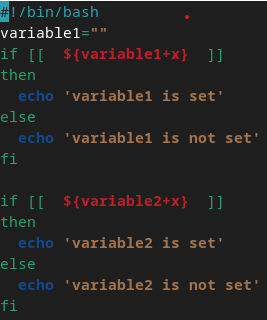 #!/bin/bash
variable1=""
if [[  ${variable1+x}  ]]
then
  echo 'variable1 is set'
else
  echo 'variable1 is not set'
fi

if [[  ${variable2+x}  ]]
then
  echo 'variable2 is set'
else
  echo 'variable2 is not set'
fi